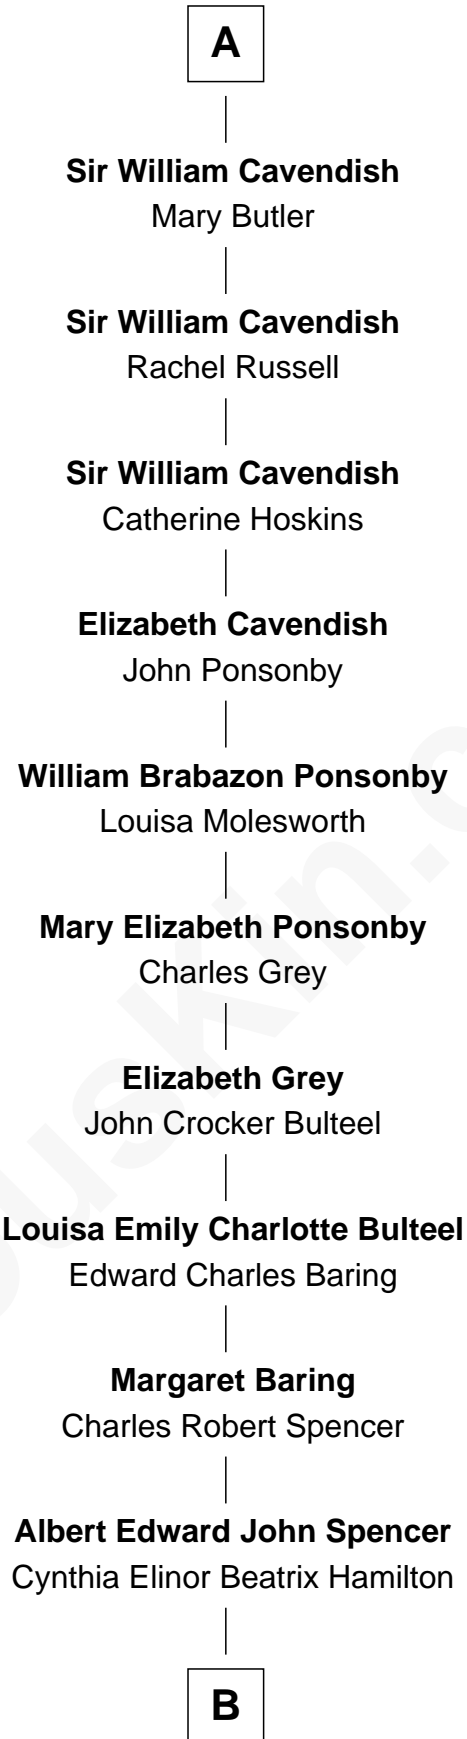 A
Sir William Cavendish
Mary Butler
Sir William Cavendish
Rachel Russell
Sir William Cavendish
Catherine Hoskins
Elizabeth Cavendish
John Ponsonby
William Brabazon Ponsonby
Louisa Molesworth
Mary Elizabeth Ponsonby
Charles Grey
Elizabeth Grey
John Crocker Bulteel
Louisa Emily Charlotte Bulteel
Edward Charles Baring
Margaret Baring
Charles Robert Spencer
Albert Edward John Spencer
Cynthia Elinor Beatrix Hamilton
B